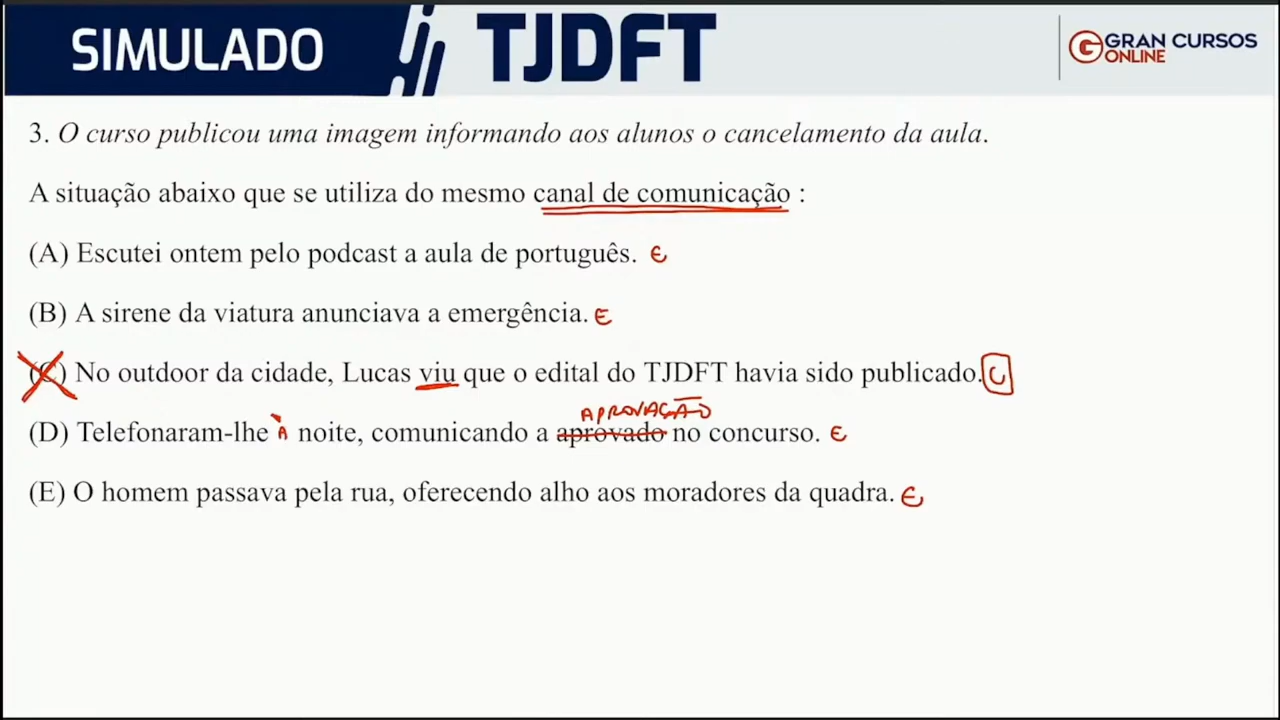 SIMULADO TJDFT GRAN CURSOS ONLINE
3. O curso publicou uma imagem informando aos alunos o cancelamento da aula.
A situação abaixo que se utiliza do mesmo canal de comunicação :
(A) Escutei ontem pelo podcast a aula de português. E
(B) A sirene da viatura anunciava a emergência. E
(C) No outdoor da cidade, Lucas viu que o edital do TJDFT havia sido publicado. C
APROVAÇÃO
(D) Telefonaram-lhe À noite, comunicando a aprovado no concurso. E
(E) O homem passava pela rua, oferecendo alho aos moradores da quadra. E